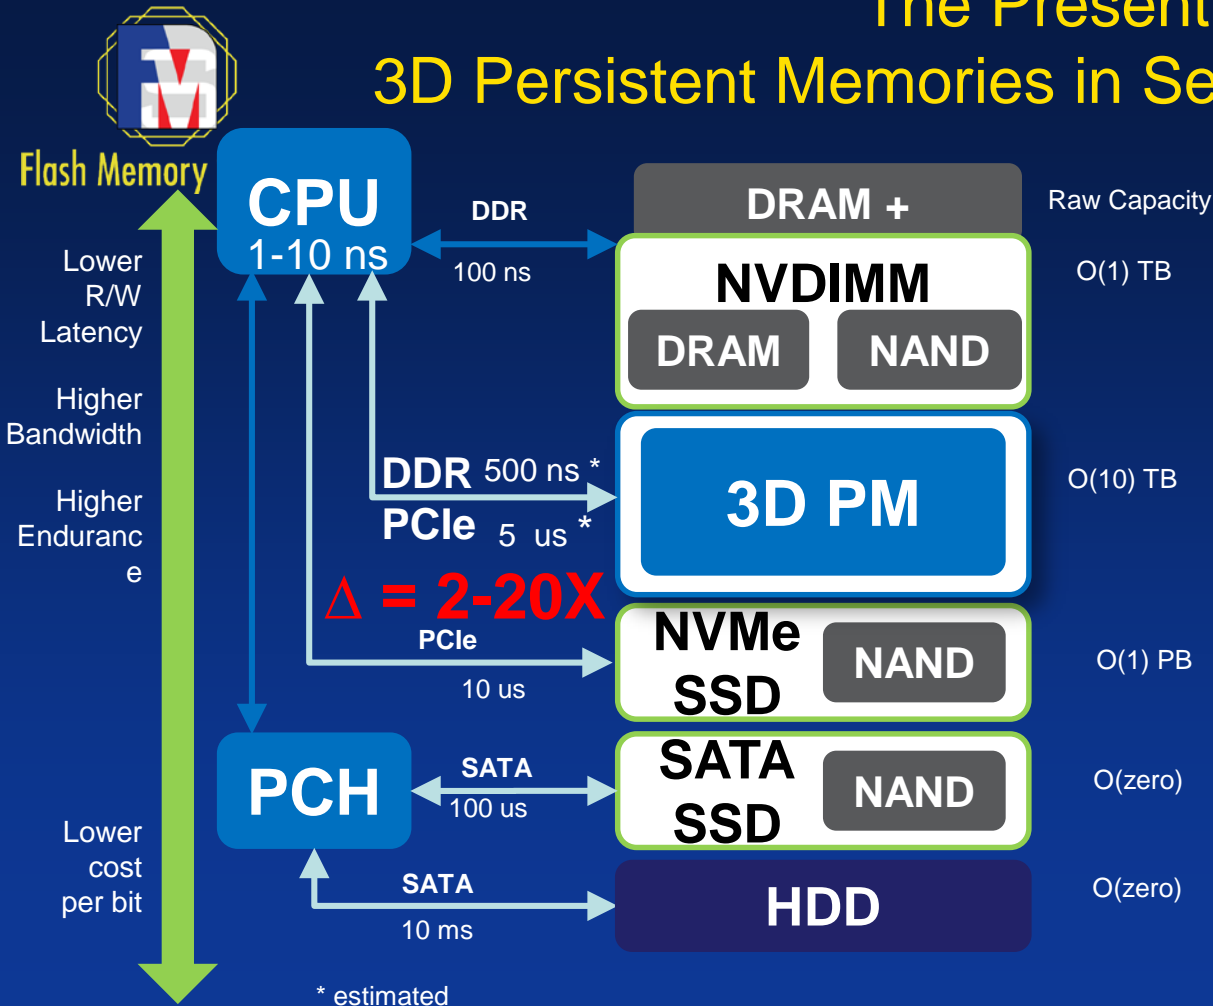 The Present
3D Persistent Memories in Se
Flash Memory
CPU
1-10 ns
DDR
100 ns
DRAM +
Raw Capacity
Lower
R/W
Latency
NVDIMM
O(1) TB
DRAM
NAND
Higher
Bandwidth
Higher
Enduranc
e
DDR 500 ns *
PCIe 5 us *
3D PM
O(10) TB
Δ = 2-20X
PCIe
10 us
NVMe
SSD
NAND
O(1) PB
PCH
SATA
100 us
SATA
SSD
NAND
O(zero)
Lower
cost
per bit
SATA
10 ms
HDD
O(zero)
* estimated